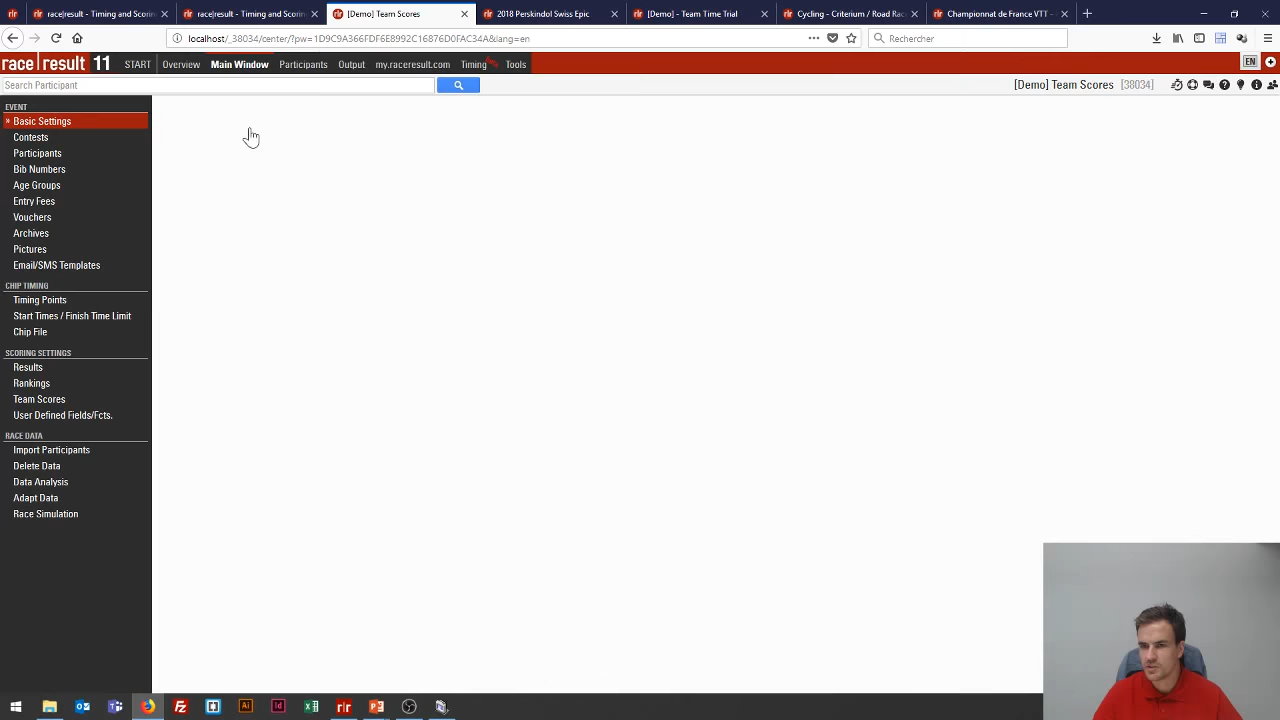 race|result - Timing and Scorin
race|result - Timing and Scorin
[Demo] Team Scores
2018 Perskindol Swiss Epic
[Demo] - Team Time Trial
Cycling - Criterium / Road Rac
Championnat de France VTT -
localhost/_38034/center/?pw=1D9C9A366FDF6E8992C16876D0FAC34A&lang=en
Rechercher
race|result 11
START
Overview
Main Window
Participants
Output
my.raceresult.com
Timing
Tools
EN
Search Participant
[Demo] Team Scores [38034]
EVENT
» Basic Settings
Contests
Participants
Bib Numbers
Age Groups
Entry Fees
Vouchers
Archives
Pictures
Email/SMS Templates
CHIP TIMING
Timing Points
Start Times / Finish Time Limit
Chip File
SCORING SETTINGS
Results
Rankings
Team Scores
User Defined Fields/Fcts.
RACE DATA
Import Participants
Delete Data
Data Analysis
Adapt Data
Race Simulation